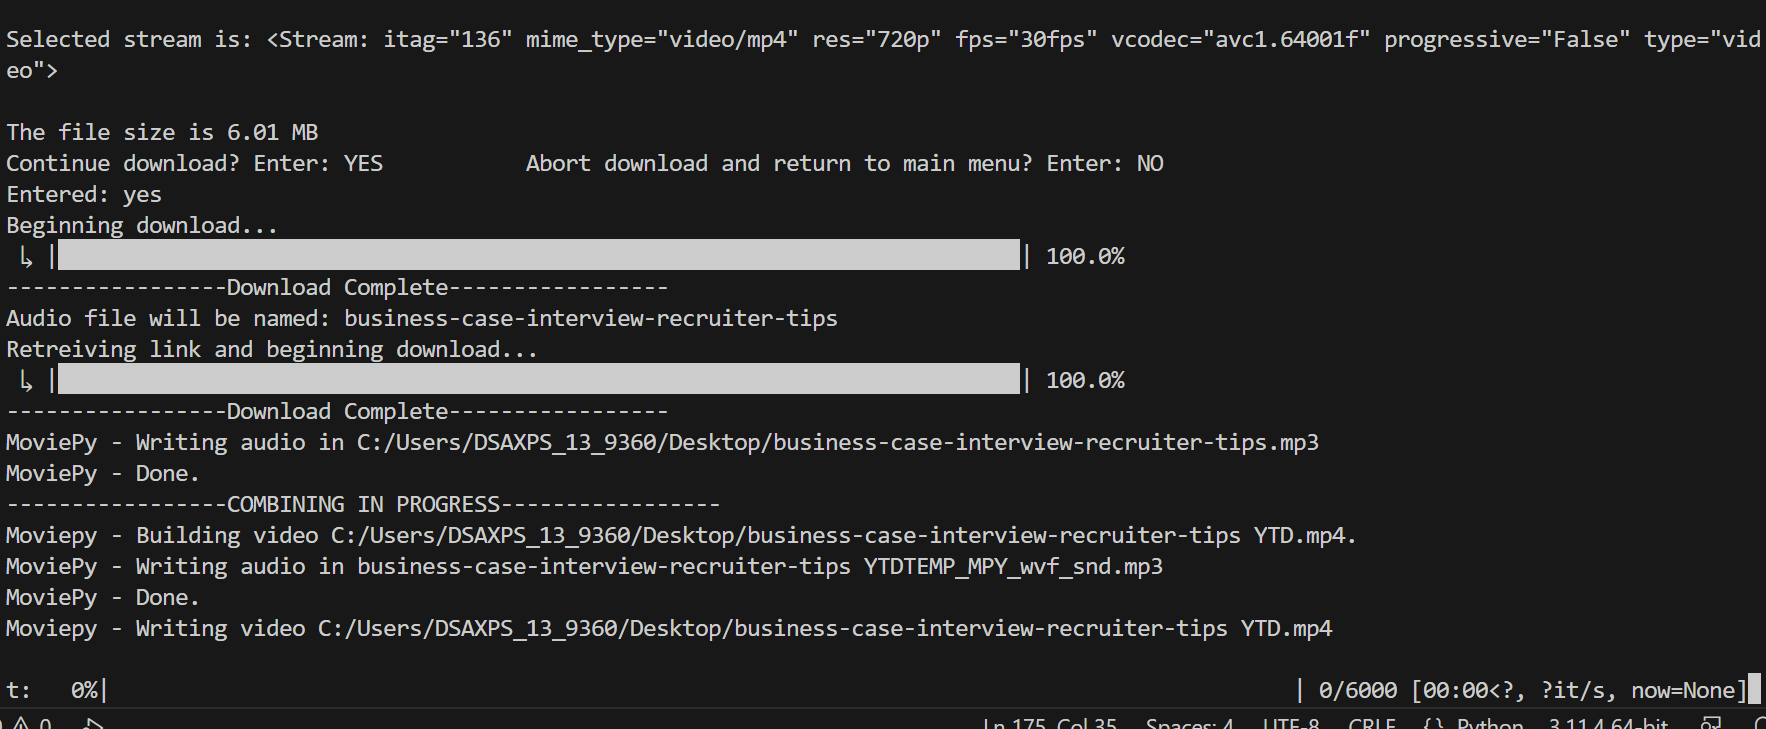 Selected stream is: <Stream: itag="136" mime_type="video/mp4" res="720p" fps="30fps" vcodec="avc1.64001f" progressive="False" type="vid
eo">
The file size is 6.01 MB
Continue download? Enter: YES           Abort download and return to main menu? Enter: NO
Entered: yes
Beginning download...
↳ |██████████████████████████████████████████████████████████████████████████| 100.0%
-----------------Download Complete-----------------
Audio file will be named: business-case-interview-recruiter-tips
Retreiving link and beginning download...
↳ |██████████████████████████████████████████████████████████████████████████| 100.0%
-----------------Download Complete-----------------
MoviePy - Writing audio in C:/Users/DSAXPS_13_9360/Desktop/business-case-interview-recruiter-tips.mp3
MoviePy - Done.
-----------------COMBINING IN PROGRESS-----------------
Moviepy - Building video C:/Users/DSAXPS_13_9360/Desktop/business-case-interview-recruiter-tips YTD.mp4.
MoviePy - Writing audio in business-case-interview-recruiter-tips YTDTEMP_MPY_wvf_snd.mp3
MoviePy - Done.
Moviepy - Writing video C:/Users/DSAXPS_13_9360/Desktop/business-case-interview-recruiter-tips YTD.mp4
t:   0%|          | 0/6000 [00:00<?, ?it/s, now=None]
0 Ln 175, Col 35 Spaces: 4 UTF-8 CRLF {} Python 3.11.4 64-bit